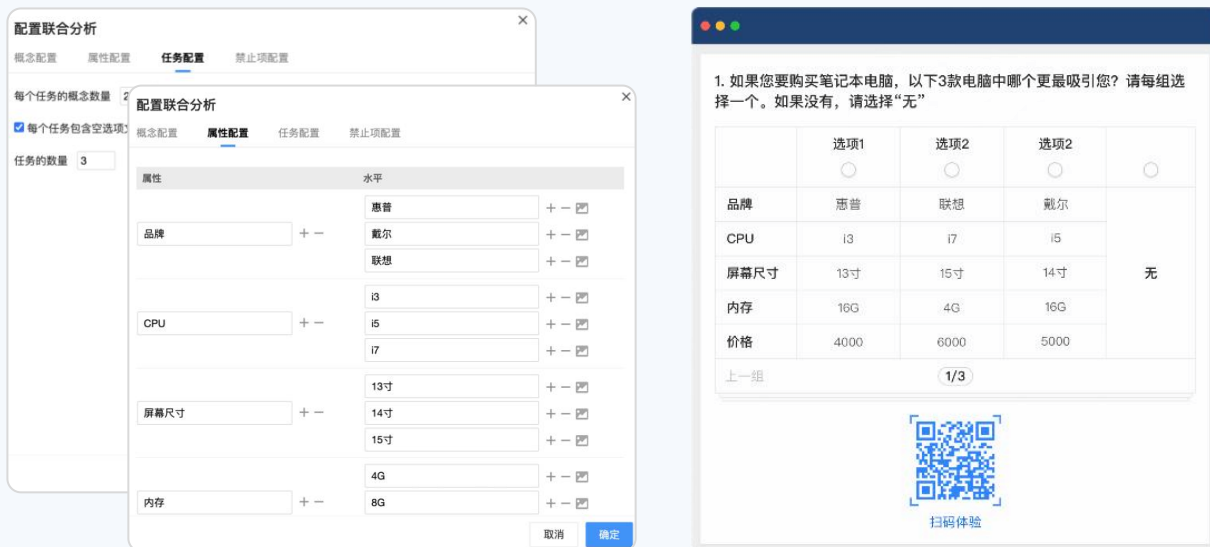 配置联合分析
概念配置 属性配置 任务配置 禁止项配置
每个任务的概念数量
每个任务包含空选项
任务的数量 3
配置联合分析
概念配置 属性配置 任务配置 禁止项配置
属性 水平
品牌
惠普
戴尔
联想
CPU
i3
i5
i7
屏幕尺寸
13寸
14寸
15寸
内存
4G
8G
取消 确定
1. 如果您要购买笔记本电脑，以下3款电脑中哪个更最吸引您？请每组选
择一个。如果没有，请选择“无”
选项1 选项2 选项2
品牌 惠普 联想 戴尔
CPU i3 i7 i5
屏幕尺寸 13寸 15寸 14寸 无
内存 16G 4G 16G
价格 4000 6000 5000
上一组 1/3
扫码体验